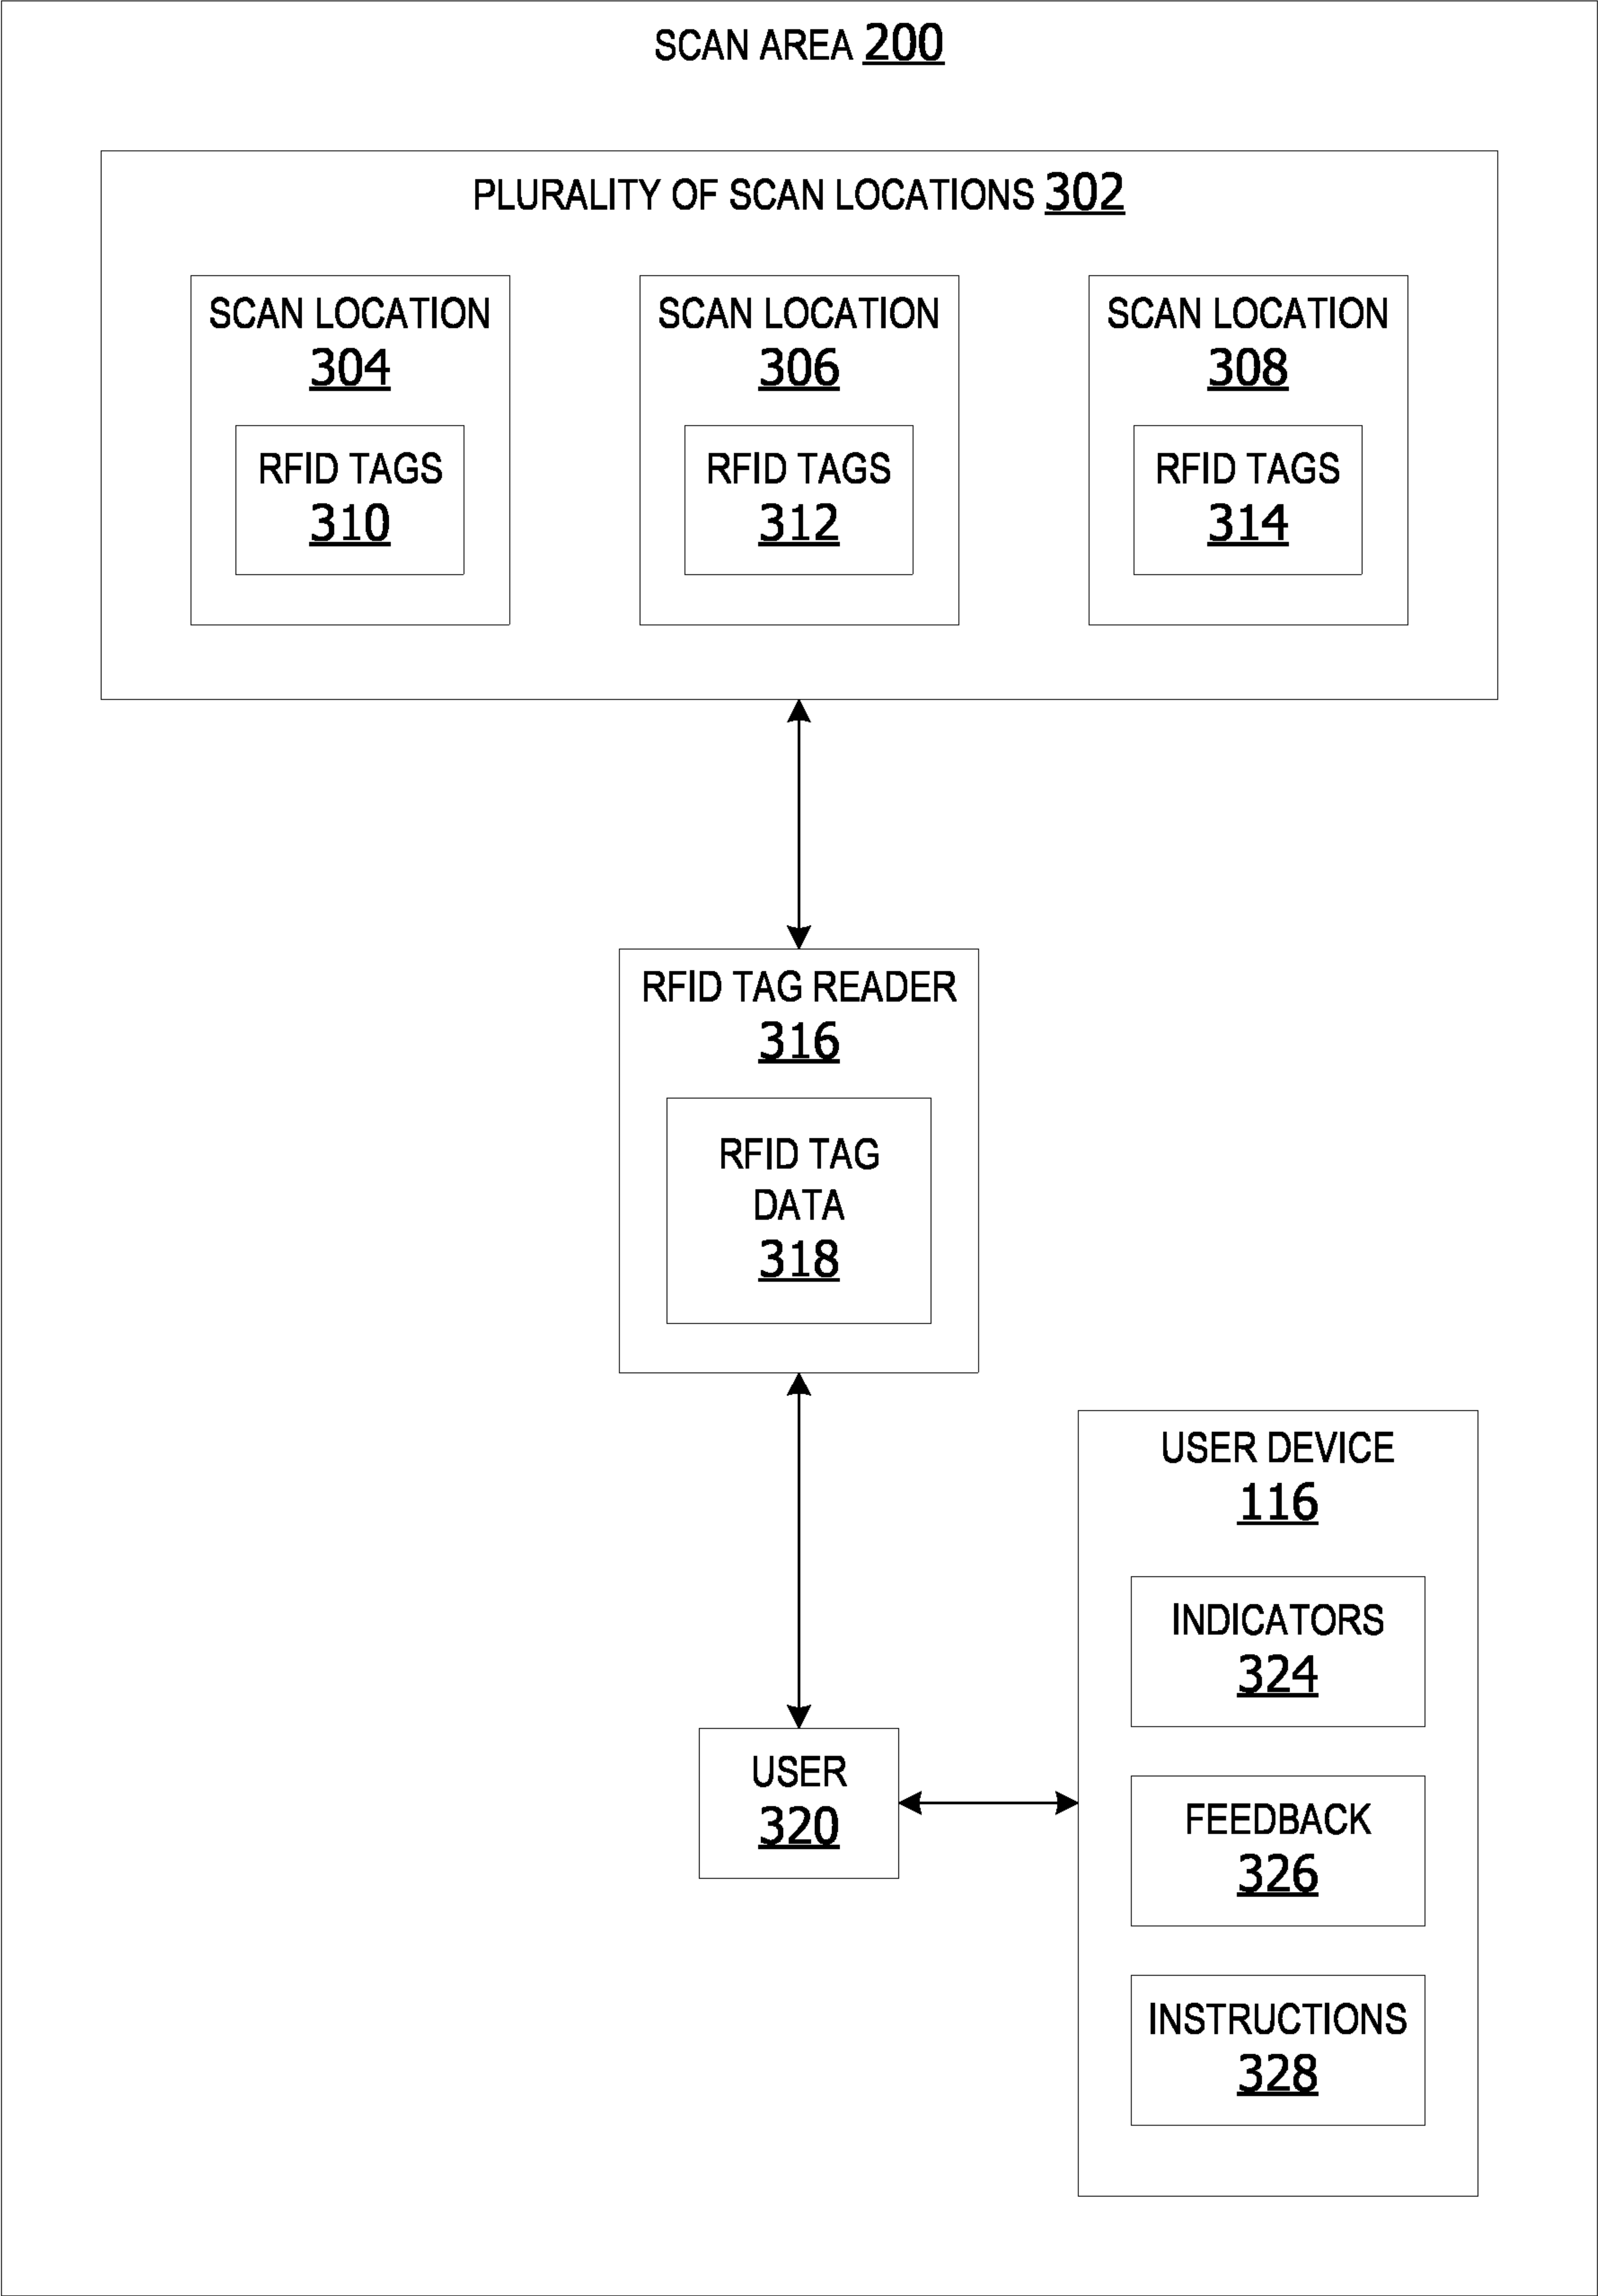 SCAN AREA 200
PLURALITY OF SCAN LOCATIONS 302
SCAN LOCATION
304
RFID TAGS
310
SCAN LOCATION
306
RFID TAGS
312
SCAN LOCATION
308
RFID TAGS
314
RFID TAG READER
316
RFID TAG
DATA
318
USER
320
USER DEVICE
116
INDICATORS
324
FEEDBACK
326
INSTRUCTIONS
328